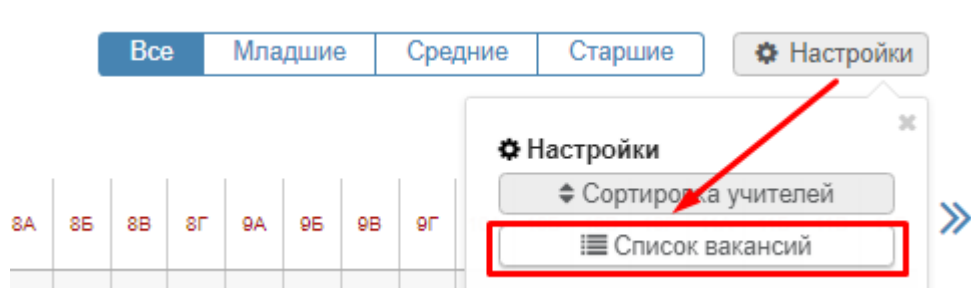 Все Младшие Средние Старшие Настройки
Настройки
Сортировка учителей
8А 8Б 8В 8Г 9А 9Б 9В 9Г
Список вакансий